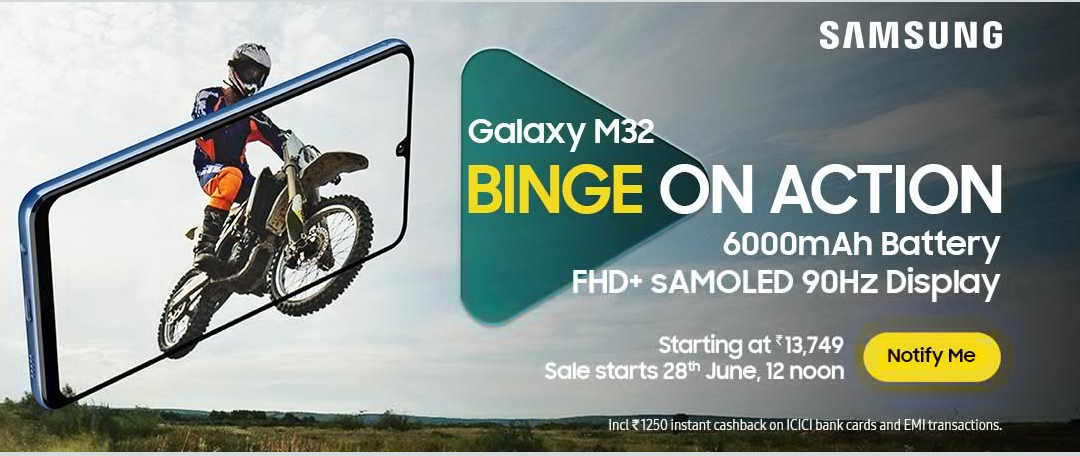 SAMSUNG
Galaxy M32
BINGE ON ACTION
6000mAh Battery
FHD+ sAMOLED 90Hz Display
Starting at ₹13,749
Sale starts 28th June, 12 noon
Notify Me
Incl ₹1250 instant cashback on ICICI bank cards and EMI transactions.